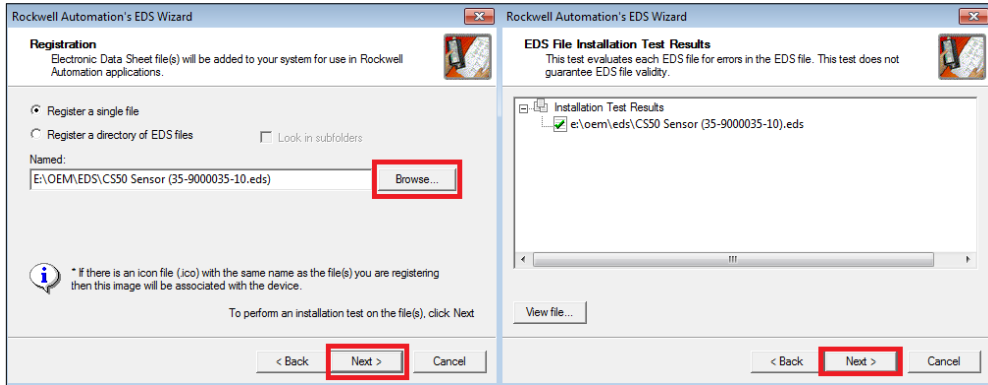 Rockwell Automation's EDS Wizard
Registration
Electronic Data Sheet file(s) will be added to your system for use in Rockwell
Automation applications.
Register a single file
Register a directory of EDS files
Look in subfolders
Named:
E:\OEM\EDS\CS50 Sensor (35-9000035-10.eds)
Browse...
* If there is an icon file (.ico) with the same name as the file(s) you are registering
then this image will be associated with the device.
To perform an installation test on the file(s), click Next
< Back
Next >
Cancel
Rockwell Automation's EDS Wizard
EDS File Installation Test Results
This test evaluates each EDS file for errors in the EDS file. This test does not
guarantee EDS file validity.
Installation Test Results
e:\oem\eds\CS50 Sensor (35-9000035-10).eds
View file...
< Back
Next >
Cancel